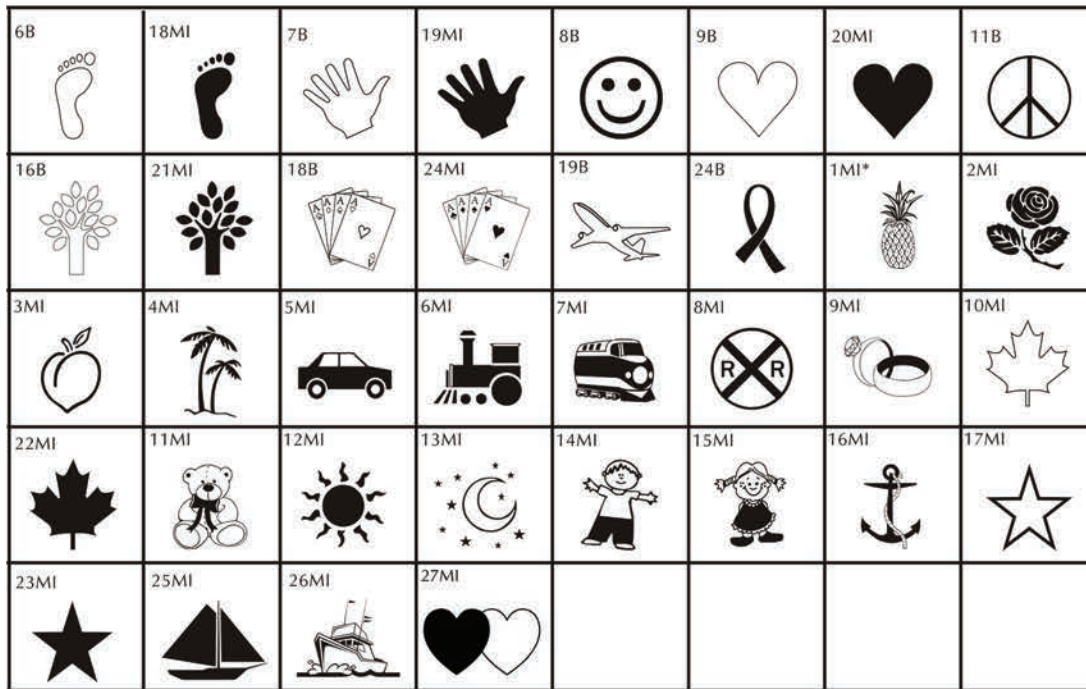 6B 18MI 7B 19MI 8B 9B 20MI 11B
16B 21MI 18B 24MI 19B 24B 1MI* 2MI
A A A A A A A A
A A
3MI 4MI 5MI 6MI 7MI 8MI 9MI 10MI
R R
22MI 11MI 12MI 13MI 14MI 15MI 16MI 17MI
23MI 25MI 26MI 27MI